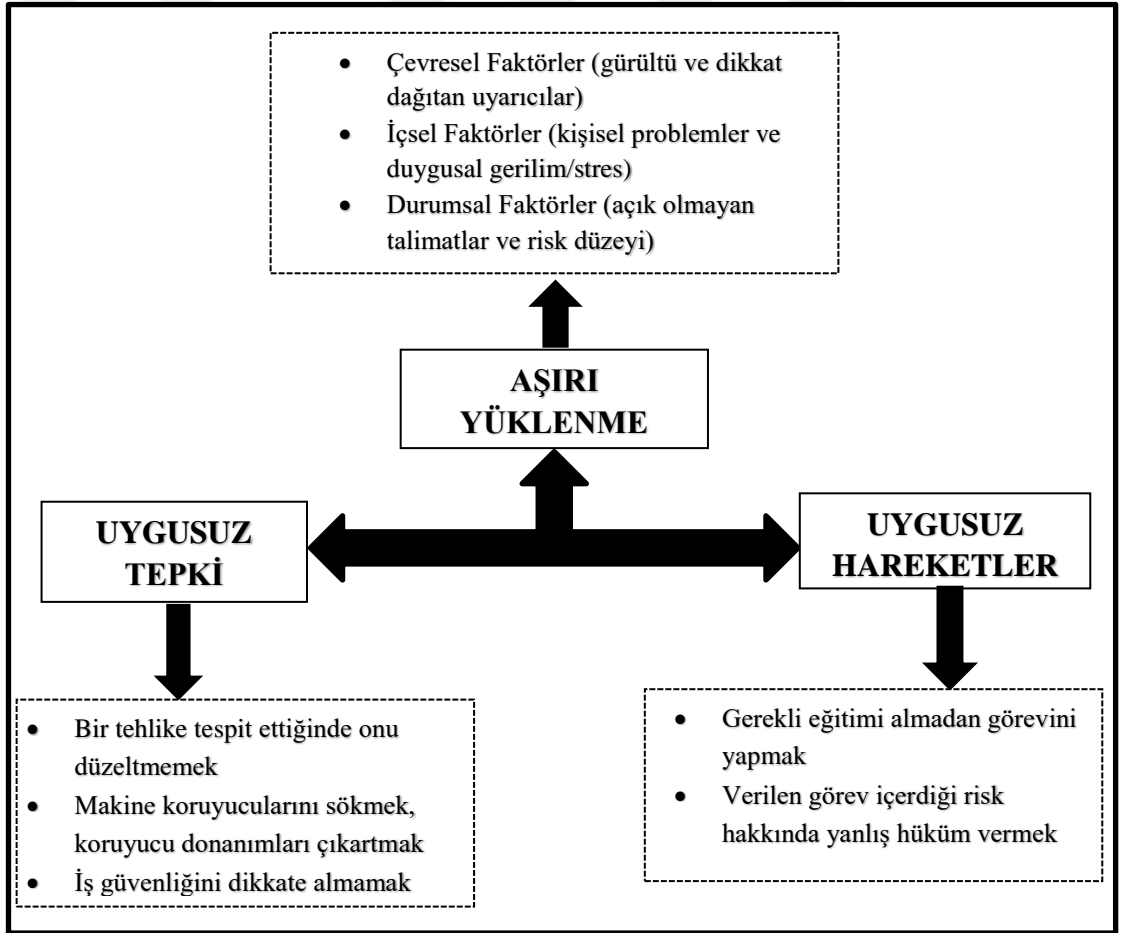 • Çevresel Faktörler (gürültü ve dikkat
dağıtan uyarıcılar)
• İçsel Faktörler (kişisel problemler ve
duygusal gerilim/stres)
• Durumsal Faktörler (açık olmayan
talimatlar ve risk düzeyi)
AŞIRI
YÜKLENME
UYGUSUZ
TEPKİ
UYGUSUZ
HAREKETLER
• Bir tehlike tespit ettiğinde onu
düzeltmemek
• Makine koruyucularını sökmek,
koruyucu donanımları çıkartmak
• İş güvenliğini dikkate almamak
• Gerekli eğitimi almadan görevini
yapmak
• Verilen görev içerdiği risk
hakkında yanlış hüküm vermek